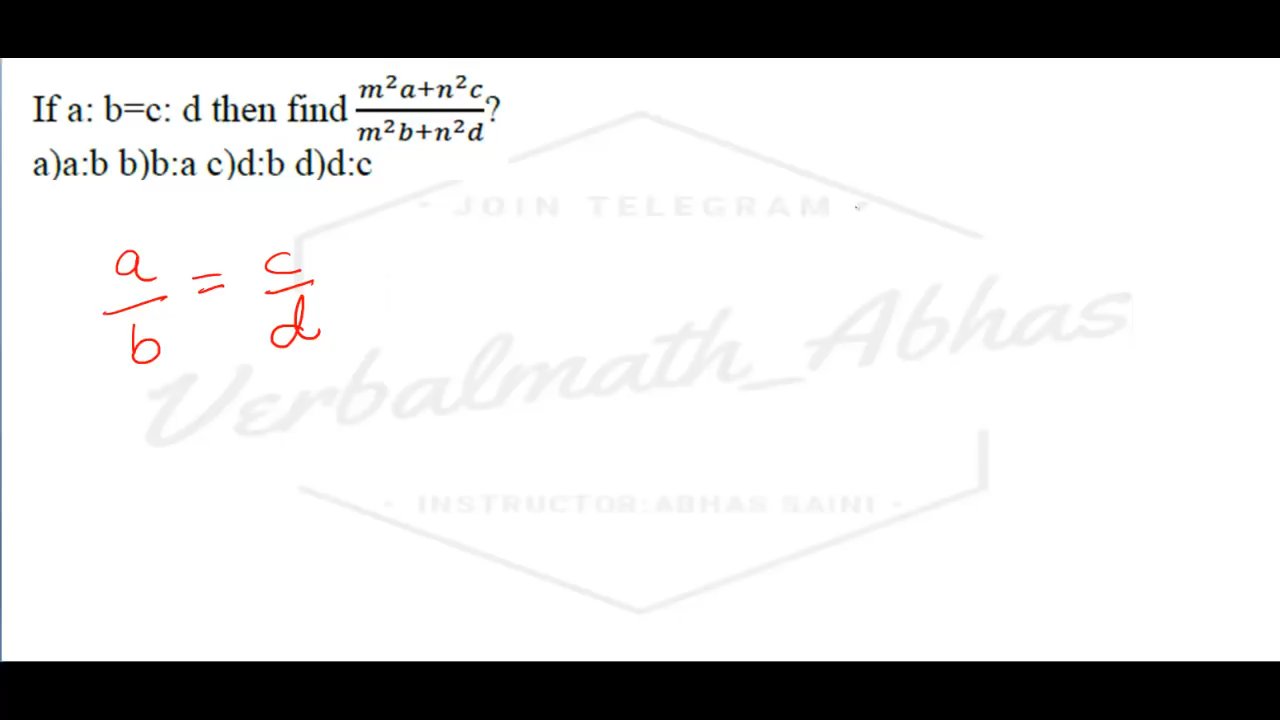 If a: b=c: d then find m²a+n²c / m²b+n²d ?
a)a:b b)b:a c)d:b d)d:c
· JOIN TELEGRAM ·
a/b = c/d
Verbalmath_Abhas
· INSTRUCTOR:ABHAS SAINI ·